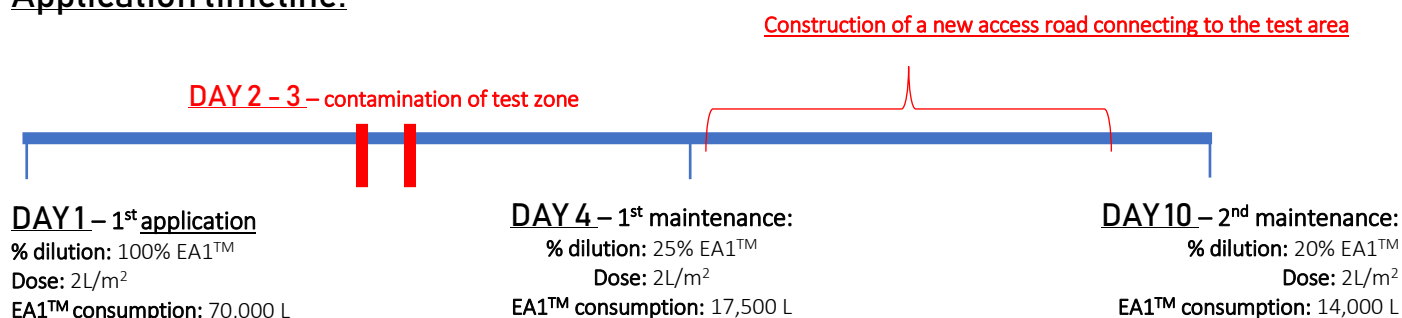 Application timeline:
Construction of a new access road connecting to the test area
DAY 2 - 3 – contamination of test zone
DAY 1 – 1st application
% dilution: 100% EA1™
Dose: 2L/m²
EA1™ consumption: 70.000 L
DAY 4 – 1st maintenance:
% dilution: 25% EA1™
Dose: 2L/m²
EA1™ consumption: 17,500 L
DAY 10 – 2nd maintenance:
% dilution: 20% EA1™
Dose: 2L/m²
EA1™ consumption: 14,000 L